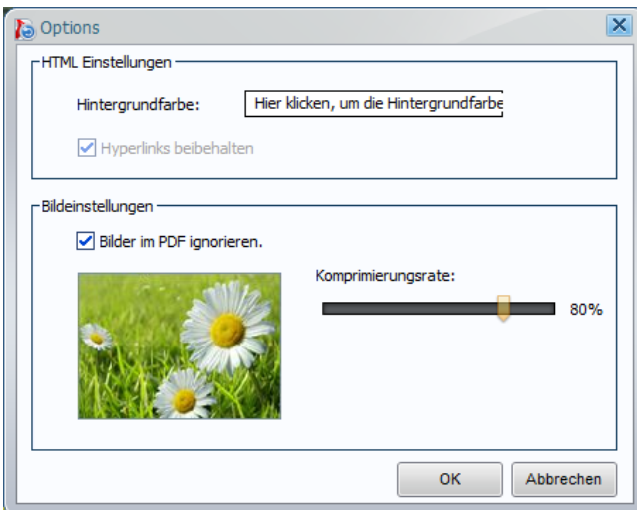 Options
HTML Einstellungen
Hintergrundfarbe: Hier klicken, um die Hintergrundfarbe
Hyperlinks beibehalten
Bildeinstellungen
Bilder im PDF ignorieren.
Komprimierungsrate:
80%
OK Abbrechen